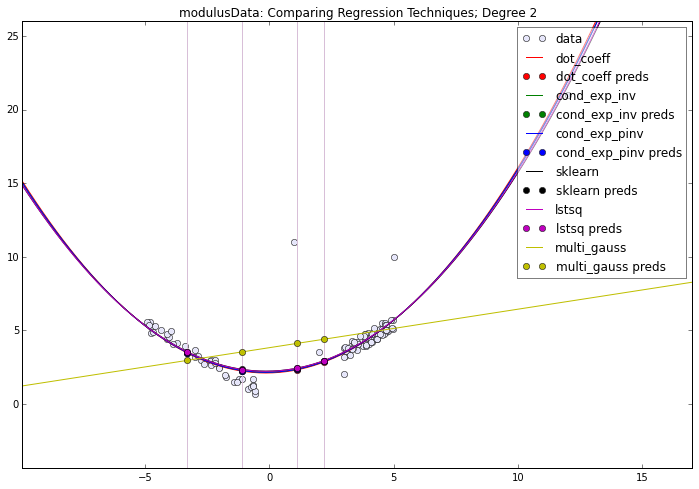 modulusData: Comparing Regression Techniques; Degree 2
25
20
15
10
5
0
−5
0
5
10
15
data
dot_coeff
dot_coeff preds
cond_exp_inv
cond_exp_inv preds
cond_exp_pinv
cond_exp_pinv preds
sklearn
sklearn preds
lstsq
lstsq preds
multi_gauss
multi_gauss preds